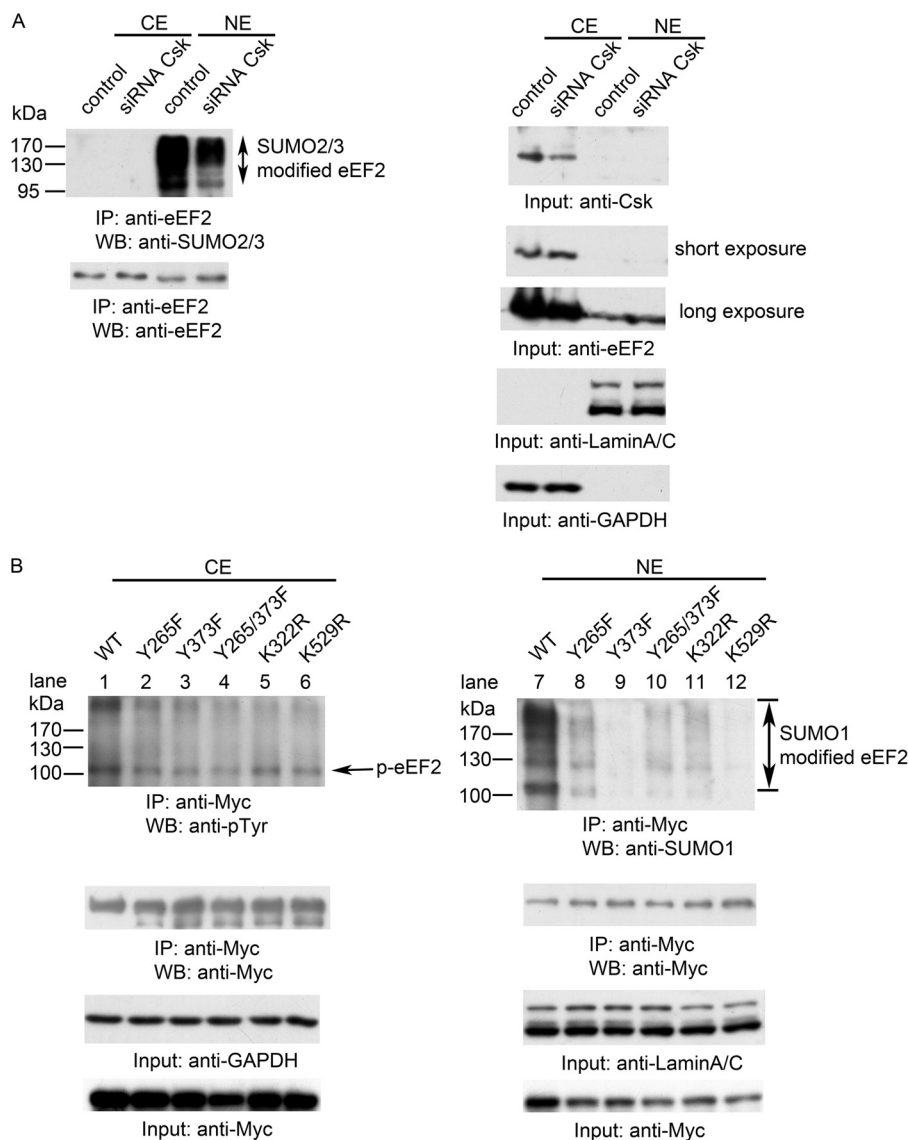 A
CE
NE
control
siRNA Csk
control
siRNA Csk
kDa
170
130
95
SUMO2/3
modified eEF2
IP: anti-eEF2
WB: anti-SUMO2/3
IP: anti-eEF2
WB: anti-eEF2
CE
NE
control
siRNA Csk
control
siRNA Csk
Input: anti-Csk
short exposure
long exposure
Input: anti-eEF2
Input: anti-LaminA/C
Input: anti-GAPDH
B
CE
WT
Y265F
Y373F
Y265/373F
K322R
K529R
lane 1 2 3 4 5 6
kDa
170
130
100
p-eEF2
IP: anti-Myc
WB: anti-pTyr
IP: anti-Myc
WB: anti-Myc
Input: anti-GAPDH
Input: anti-Myc
NE
WT
Y265F
Y373F
Y265/373F
K322R
K529R
lane 7 8 9 10 11 12
kDa
170
130
100
SUMO1
modified eEF2
IP: anti-Myc
WB: anti-SUMO1
IP: anti-Myc
WB: anti-Myc
Input: anti-LaminA/C
Input: anti-Myc